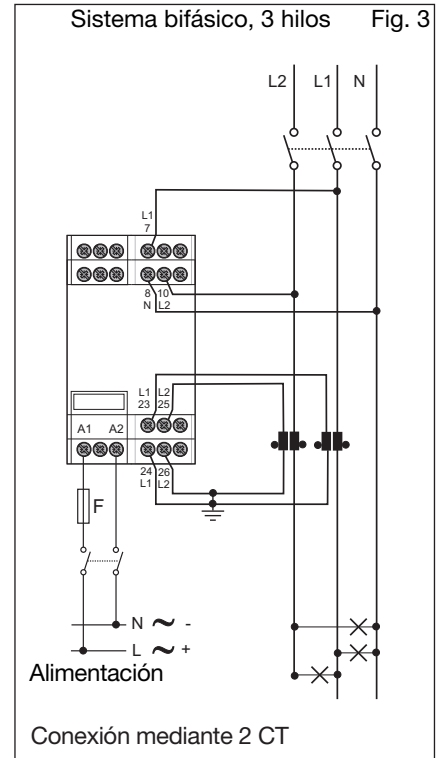 Sistema bifásico, 3 hilos Fig. 3
L2 L1 N
L1
7
8 10
N L2
L1 L2
23 25
A1 A2
24 26
L1 L2
F
N ~ -
L ~ +
Alimentación
Conexión mediante 2 CT